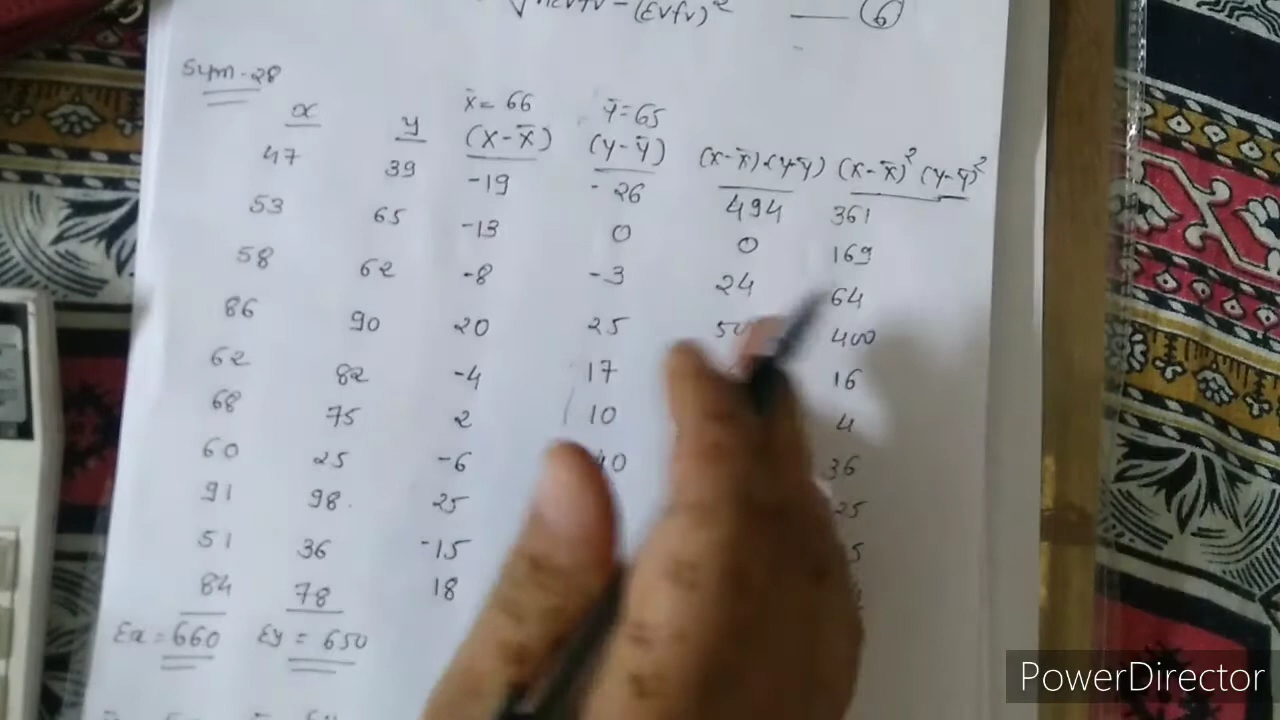 Sym-28
x̄ = 66 ȳ = 65
x y (x-x̄) (y-ȳ) (x-x̄)·(y-ȳ) (x-x̄)² (y-ȳ)²
47 39 -19 -26 494 361
53 65 -13 0 0 169
58 62 -8 -3 24 64
86 90 20 25 400
62 82 -4 17 16
68 75 2 10 4
60 25 -6 40 36
91 98. 25
51 36 -15
84 78 18
Σx = 660 Σy = 650
PowerDirector